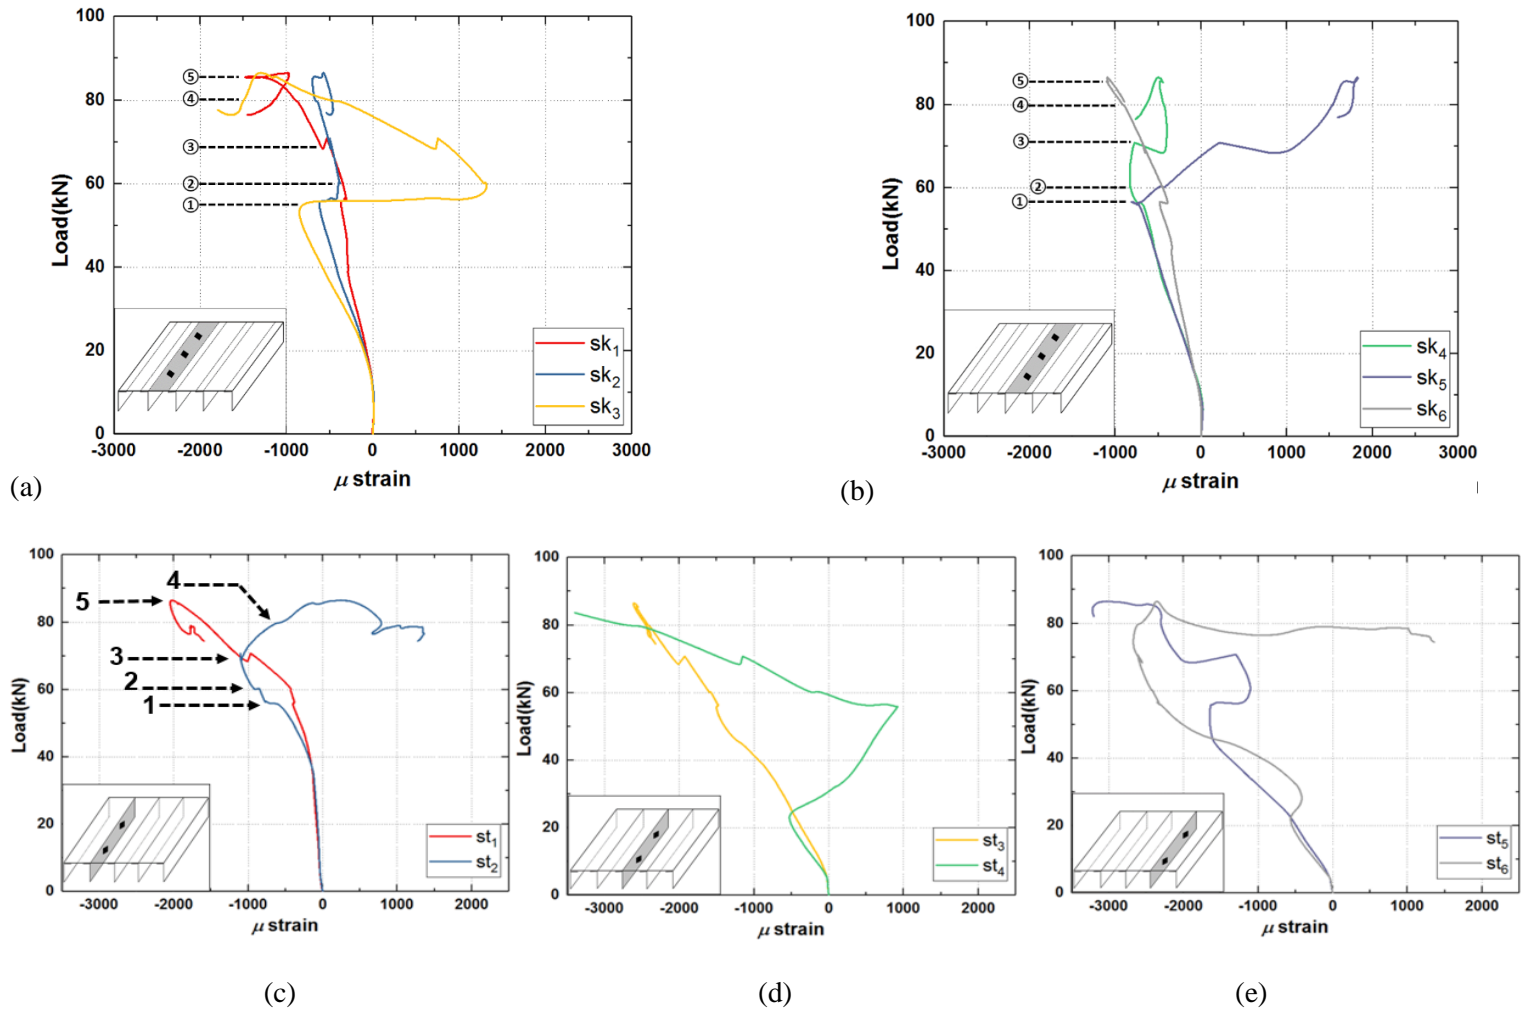 100
80
60
40
20
0
Load(kN)
⑤
④
③
②
①
sk1
sk2
sk3
-3000 -2000 -1000 0 1000 2000 3000
μ strain
(a)
100
80
60
40
20
0
Load(kN)
⑤
④
③
②
①
sk4
sk5
sk6
-3000 -2000 -1000 0 1000 2000 3000
μ strain
(b)
100
80
60
40
20
0
Load(kN)
4
5
3
2
1
st1
st2
-3000 -2000 -1000 0 1000 2000
μ strain
(c)
100
80
60
40
20
0
Load(kN)
st3
st4
-3000 -2000 -1000 0 1000 2000
μ strain
(d)
100
80
60
40
20
0
Load(kN)
st5
st6
-3000 -2000 -1000 0 1000 2000
μ strain
(e)